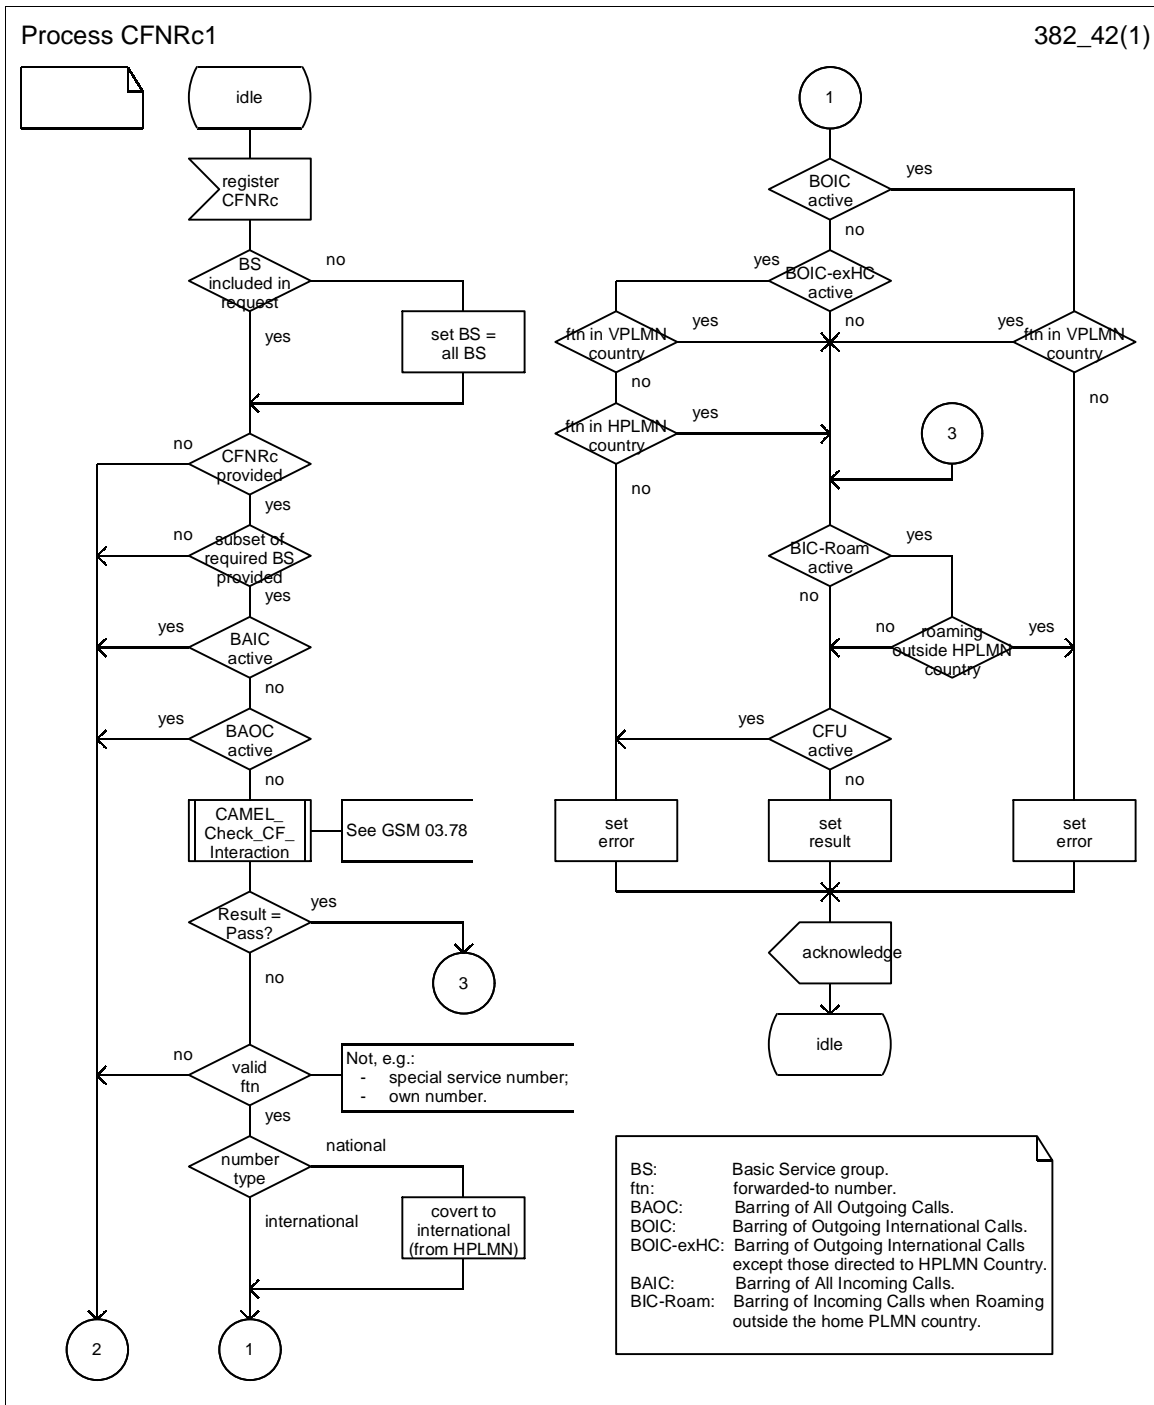 Process CFNRc1
382_42(1)
idle
register
CFNRc
BS
included in
request
no
yes
set BS =
all BS
no
CFNRc
provided
yes
no
subset of
required BS
provided
yes
yes
BAIC
active
no
yes
BAOC
active
no
CAMEL_
Check_CF_
Interaction
See GSM 03.78
Result =
Pass?
yes
no
3
no
valid
ftn
Not, e.g.:
- special service number;
- own number.
yes
number
type
national
international
covert to
international
(from HPLMN)
2
1
1
BOIC
active
yes
no
yes
BOIC-exHC
active
no
ftn in VPLMN
country
yes
no
yes
ftn in VPLMN
country
no
ftn in HPLMN
country
yes
no
3
BIC-Roam
active
yes
no
no
roaming
outside HPLMN
country
yes
yes
CFU
active
no
set
error
set
result
set
error
acknowledge
idle
BS: Basic Service group.
ftn: forwarded-to number.
BAOC: Barring of All Outgoing Calls.
BOIC: Barring of Outgoing International Calls.
BOIC-exHC: Barring of Outgoing International Calls
except those directed to HPLMN Country.
BAIC: Barring of All Incoming Calls.
BIC-Roam: Barring of Incoming Calls when Roaming
outside the home PLMN country.